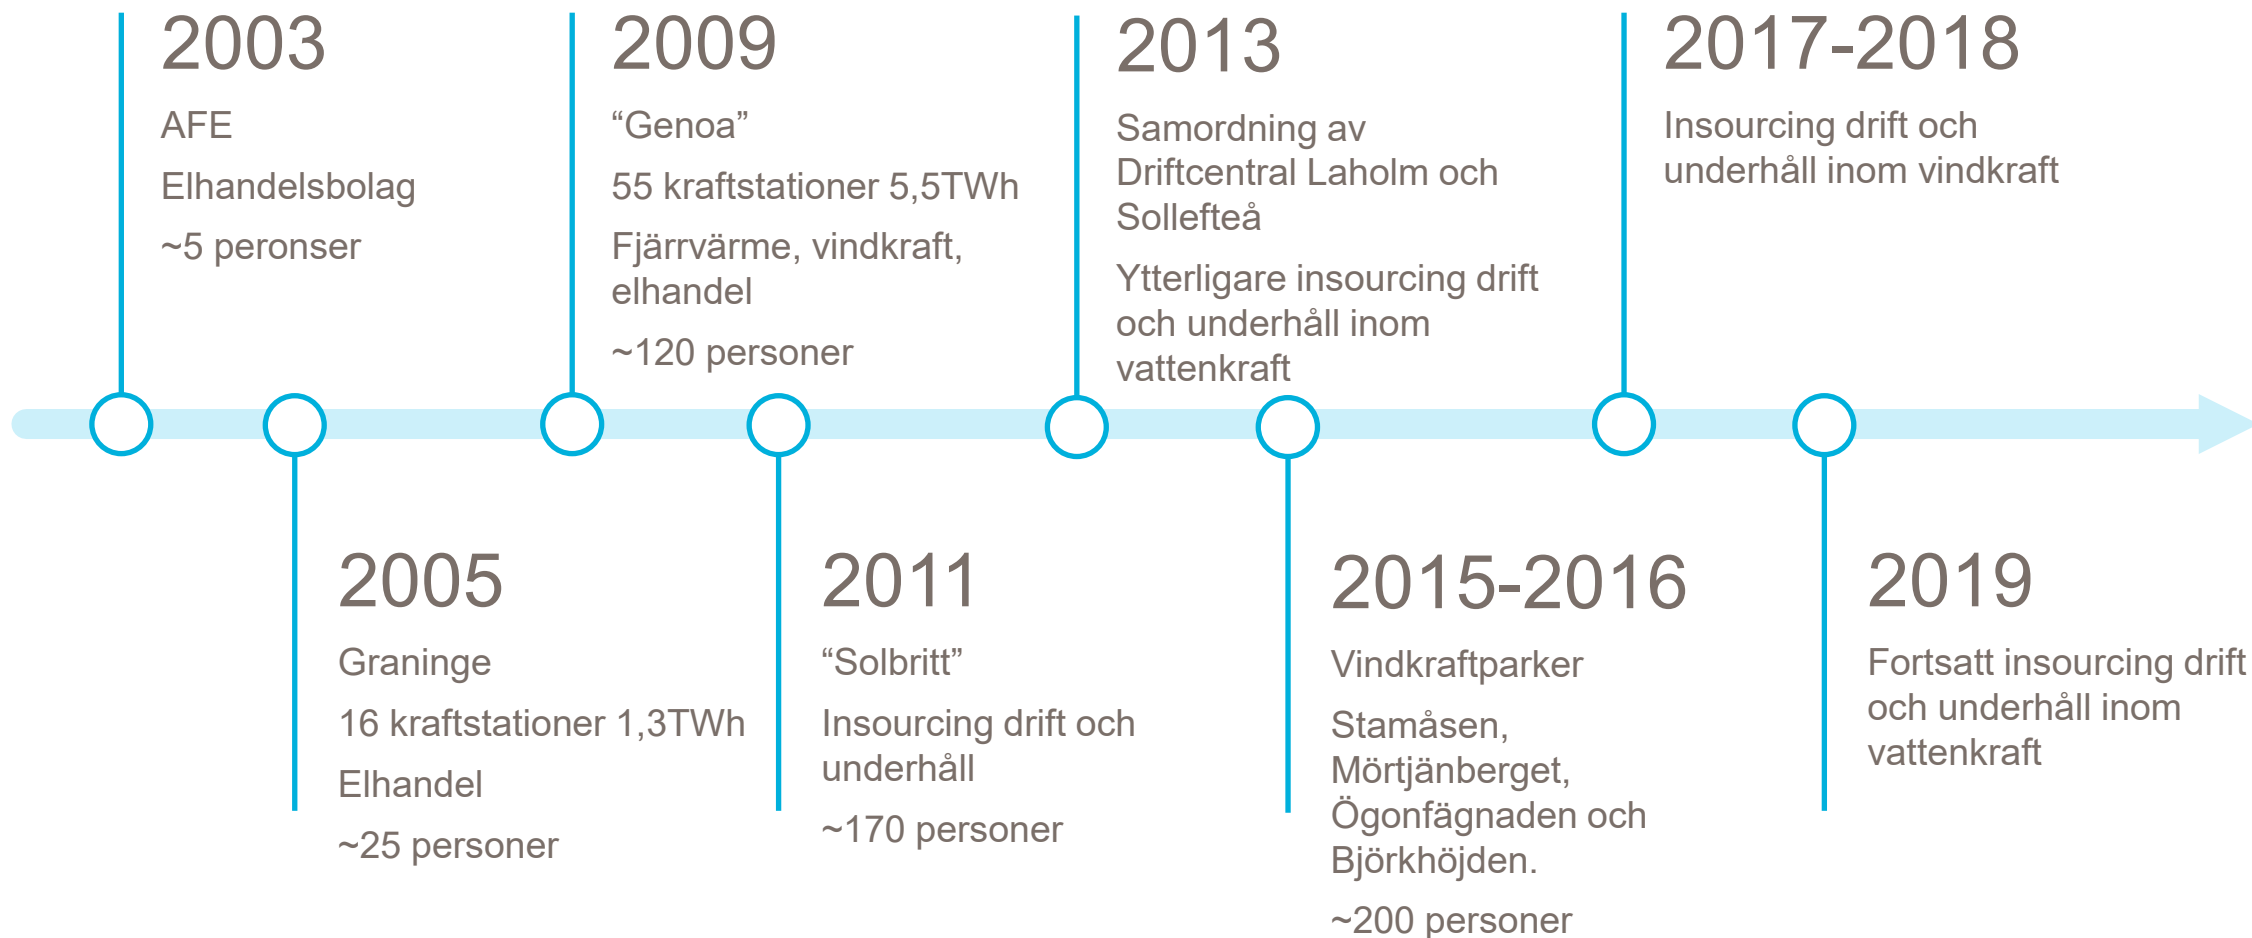 2003
AFE
Elhandelsbolag
~5 peronser
2005
Graninge
16 kraftstationer 1,3TWh
Elhandel
~25 personer
2009
“Genoa”
55 kraftstationer 5,5TWh
Fjärrvärme, vindkraft,
elhandel
~120 personer
2011
“Solbritt”
Insourcing drift och
underhåll
~170 personer
2013
Samordning av
Driftcentral Laholm och
Sollefteå
Ytterligare insourcing drift
och underhåll inom
vattenkraft
2015-2016
Vindkraftparker
Stamåsen,
Mörtjänberget,
Ögonfägnaden och
Björkhöjden.
~200 personer
2017-2018
Insourcing drift och
underhåll inom vindkraft
2019
Fortsatt insourcing drift
och underhåll inom
vattenkraft